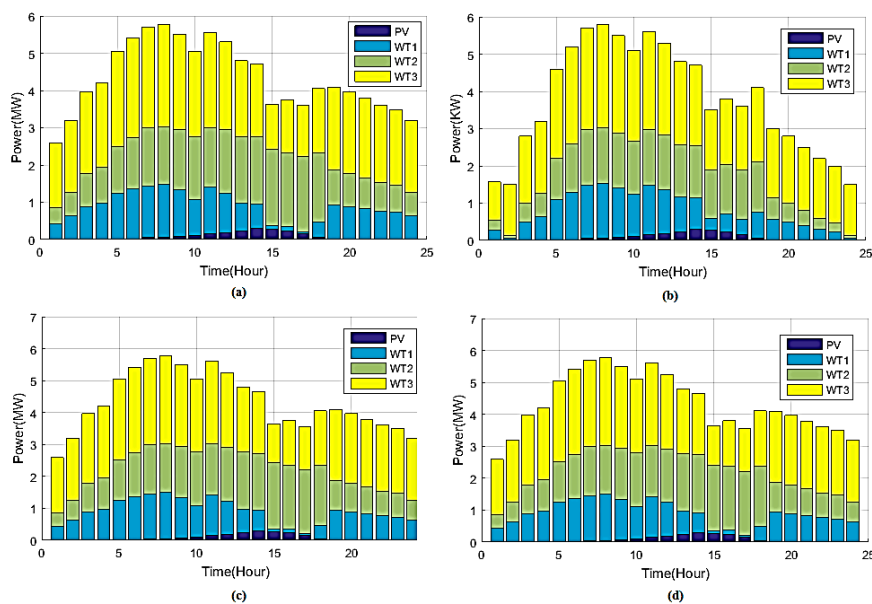 6
5
4
3
2
1
0
Power(MW)
0 5 10 15 20 25
Time(Hour)
PV
WT1
WT2
WT3
(a)
6
5
4
3
2
1
0
Power(KW)
0 5 10 15 20 25
Time(Hour)
PV
WT1
WT2
WT3
(b)
7
6
5
4
3
2
1
0
Power(MW)
0 5 10 15 20
Time(Hour)
PV
WT1
WT2
WT3
(c)
7
6
5
4
3
2
1
0
Power(MW)
0 5 10 15 20 25
Time(Hour)
PV
WT1
WT2
WT3
(d)